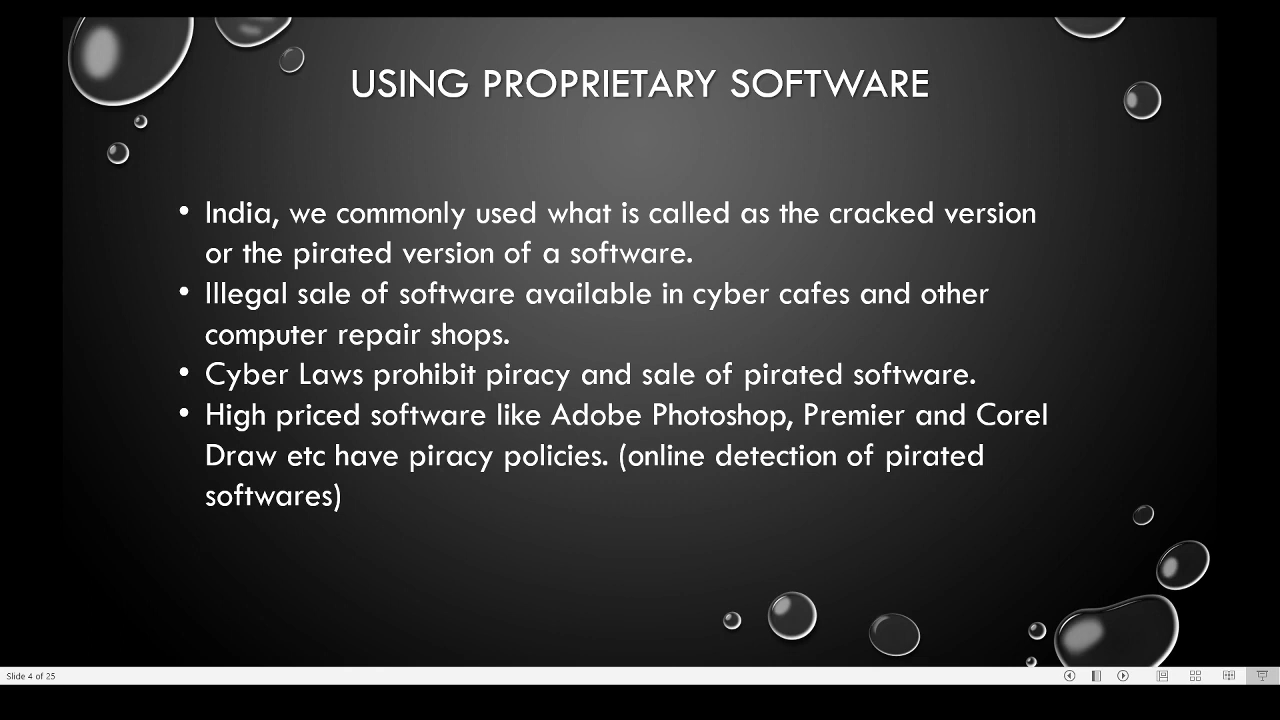 USING PROPRIETARY SOFTWARE
• India, we commonly used what is called as the cracked version
or the pirated version of a software.
• Illegal sale of software available in cyber cafes and other
computer repair shops.
• Cyber Laws prohibit piracy and sale of pirated software.
• High priced software like Adobe Photoshop, Premier and Corel
Draw etc have piracy policies. (online detection of pirated
softwares)
Slide 4 of 25